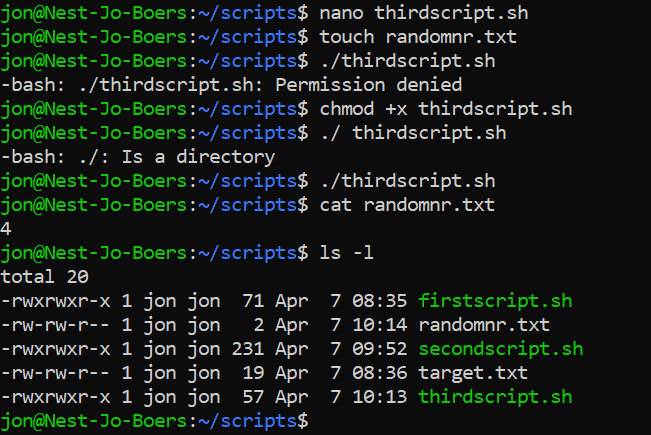 jon@Nest-Jo-Boers:~/scripts$ nano thirdscript.sh
jon@Nest-Jo-Boers:~/scripts$ touch randomnr.txt
jon@Nest-Jo-Boers:~/scripts$ ./thirdscript.sh
-bash: ./thirdscript.sh: Permission denied
jon@Nest-Jo-Boers:~/scripts$ chmod +x thirdscript.sh
jon@Nest-Jo-Boers:~/scripts$ ./ thirdscript.sh
-bash: ./: Is a directory
jon@Nest-Jo-Boers:~/scripts$ ./thirdscript.sh
jon@Nest-Jo-Boers:~/scripts$ cat randomnr.txt
4
jon@Nest-Jo-Boers:~/scripts$ ls -l
total 20
-rwxrwxr-x 1 jon jon  71 Apr  7 08:35 firstscript.sh
-rw-rw-r-- 1 jon jon   2 Apr  7 10:14 randomnr.txt
-rwxrwxr-x 1 jon jon 231 Apr  7 09:52 secondscript.sh
-rw-rw-r-- 1 jon jon  19 Apr  7 08:36 target.txt
-rwxrwxr-x 1 jon jon  57 Apr  7 10:13 thirdscript.sh
jon@Nest-Jo-Boers:~/scripts$